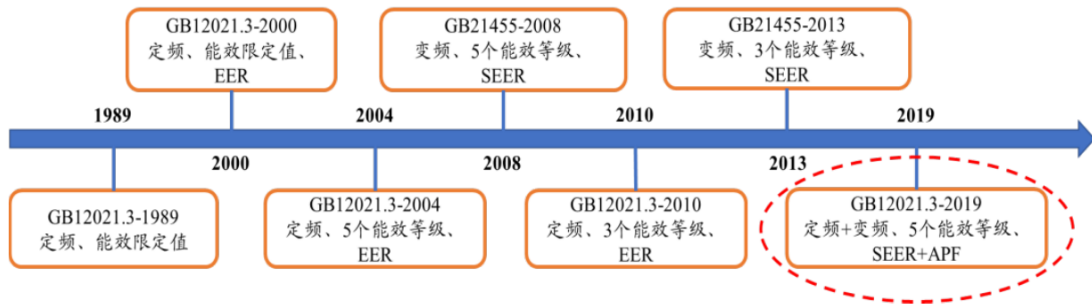 GB12021.3-2000
定频、能效限定值、
EER
GB21455-2008
变频、5个能效等级、
SEER
GB21455-2013
变频、3个能效等级、
SEER
1989
2004
2010
2019
2000
2008
2013
GB12021.3-1989
定频、能效限定值
GB12021.3-2004
定频、5个能效等级、
EER
GB12021.3-2010
定频、3个能效等级、
EER
GB12021.3-2019
定频+变频、5个能效等级、
SEER+APF